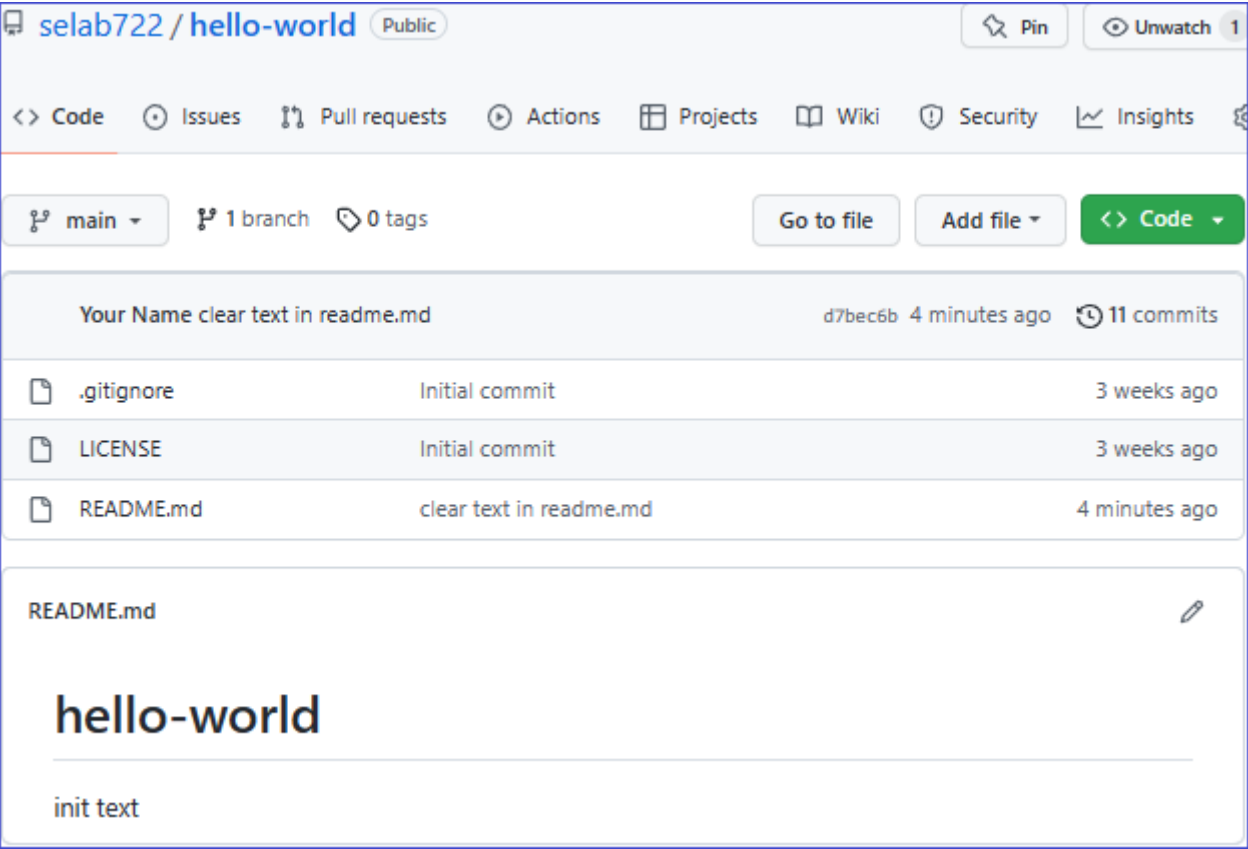 selab722 / hello-world Public Pin Unwatch 1
Code Issues Pull requests Actions Projects Wiki Security Insights
main 1 branch 0 tags Go to file Add file Code
Your Name clear text in readme.md d7bec6b 4 minutes ago 11 commits
.gitignore Initial commit 3 weeks ago
LICENSE Initial commit 3 weeks ago
README.md clear text in readme.md 4 minutes ago
README.md
hello-world
init text